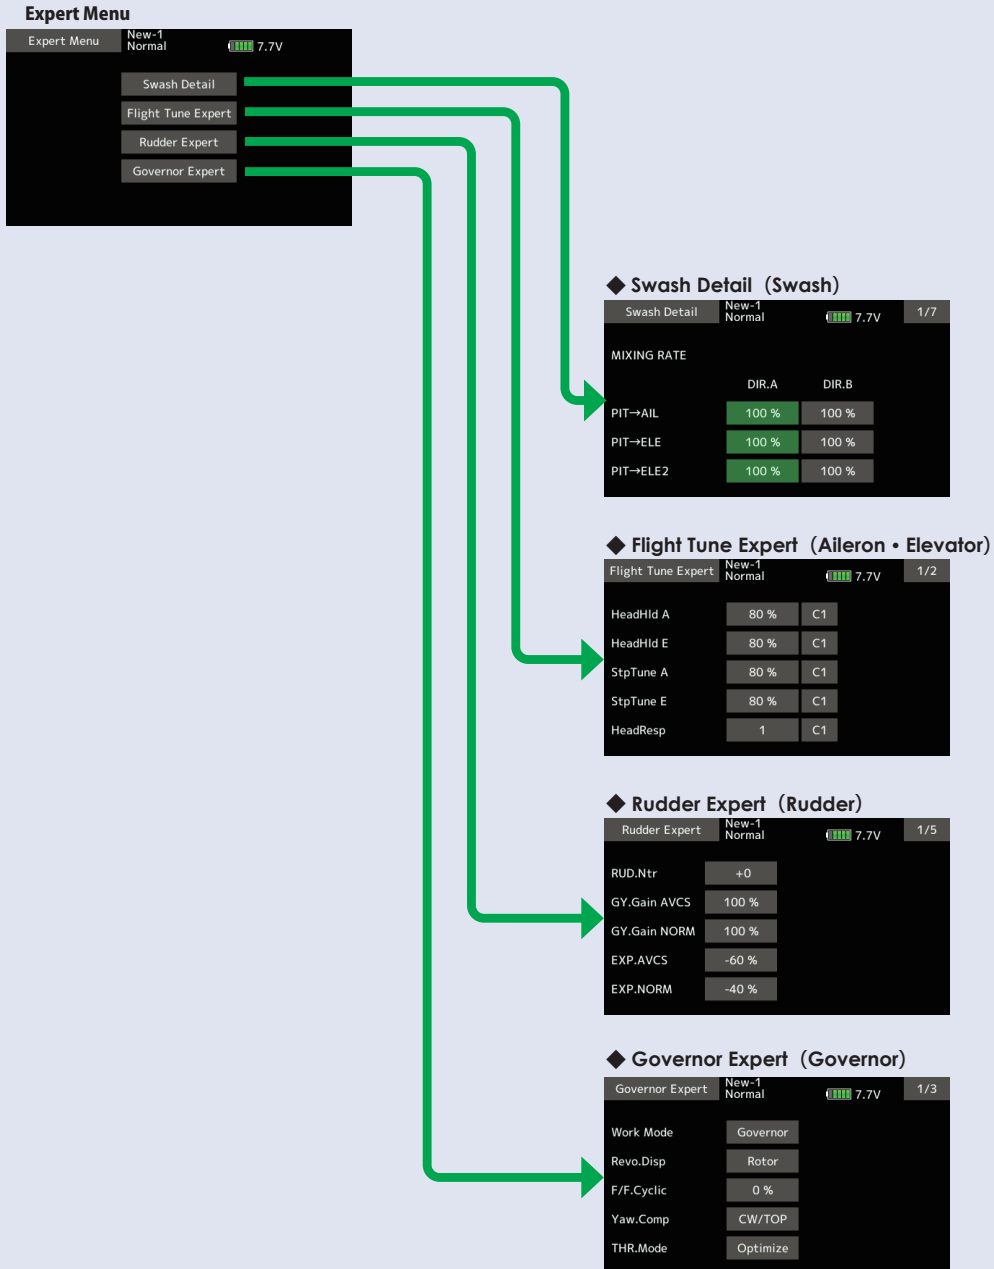 Expert Menu
Expert Menu New-1 Normal 7.7V
Swash Detail
Flight Tune Expert
Rudder Expert
Governor Expert
◆ Swash Detail（Swash）
Swash Detail New-1 Normal 7.7V 1/7
MIXING RATE
DIR.A DIR.B
PIT→AIL 100 % 100 %
PIT→ELE 100 % 100 %
PIT→ELE2 100 % 100 %
◆ Flight Tune Expert（Aileron・Elevator）
Flight Tune Expert New-1 Normal 7.7V 1/2
HeadHld A 80 % C1
HeadHld E 80 % C1
StpTune A 80 % C1
StpTune E 80 % C1
HeadResp 1 C1
◆ Rudder Expert（Rudder）
Rudder Expert New-1 Normal 7.7V 1/5
RUD.Ntr +0
GY.Gain AVCS 100 %
GY.Gain NORM 100 %
EXP.AVCS -60 %
EXP.NORM -40 %
◆ Governor Expert（Governor）
Governor Expert New-1 Normal 7.7V 1/3
Work Mode Governor
Revo.Disp Rotor
F/F.Cyclic 0 %
Yaw.Comp CW/TOP
THR.Mode Optimize